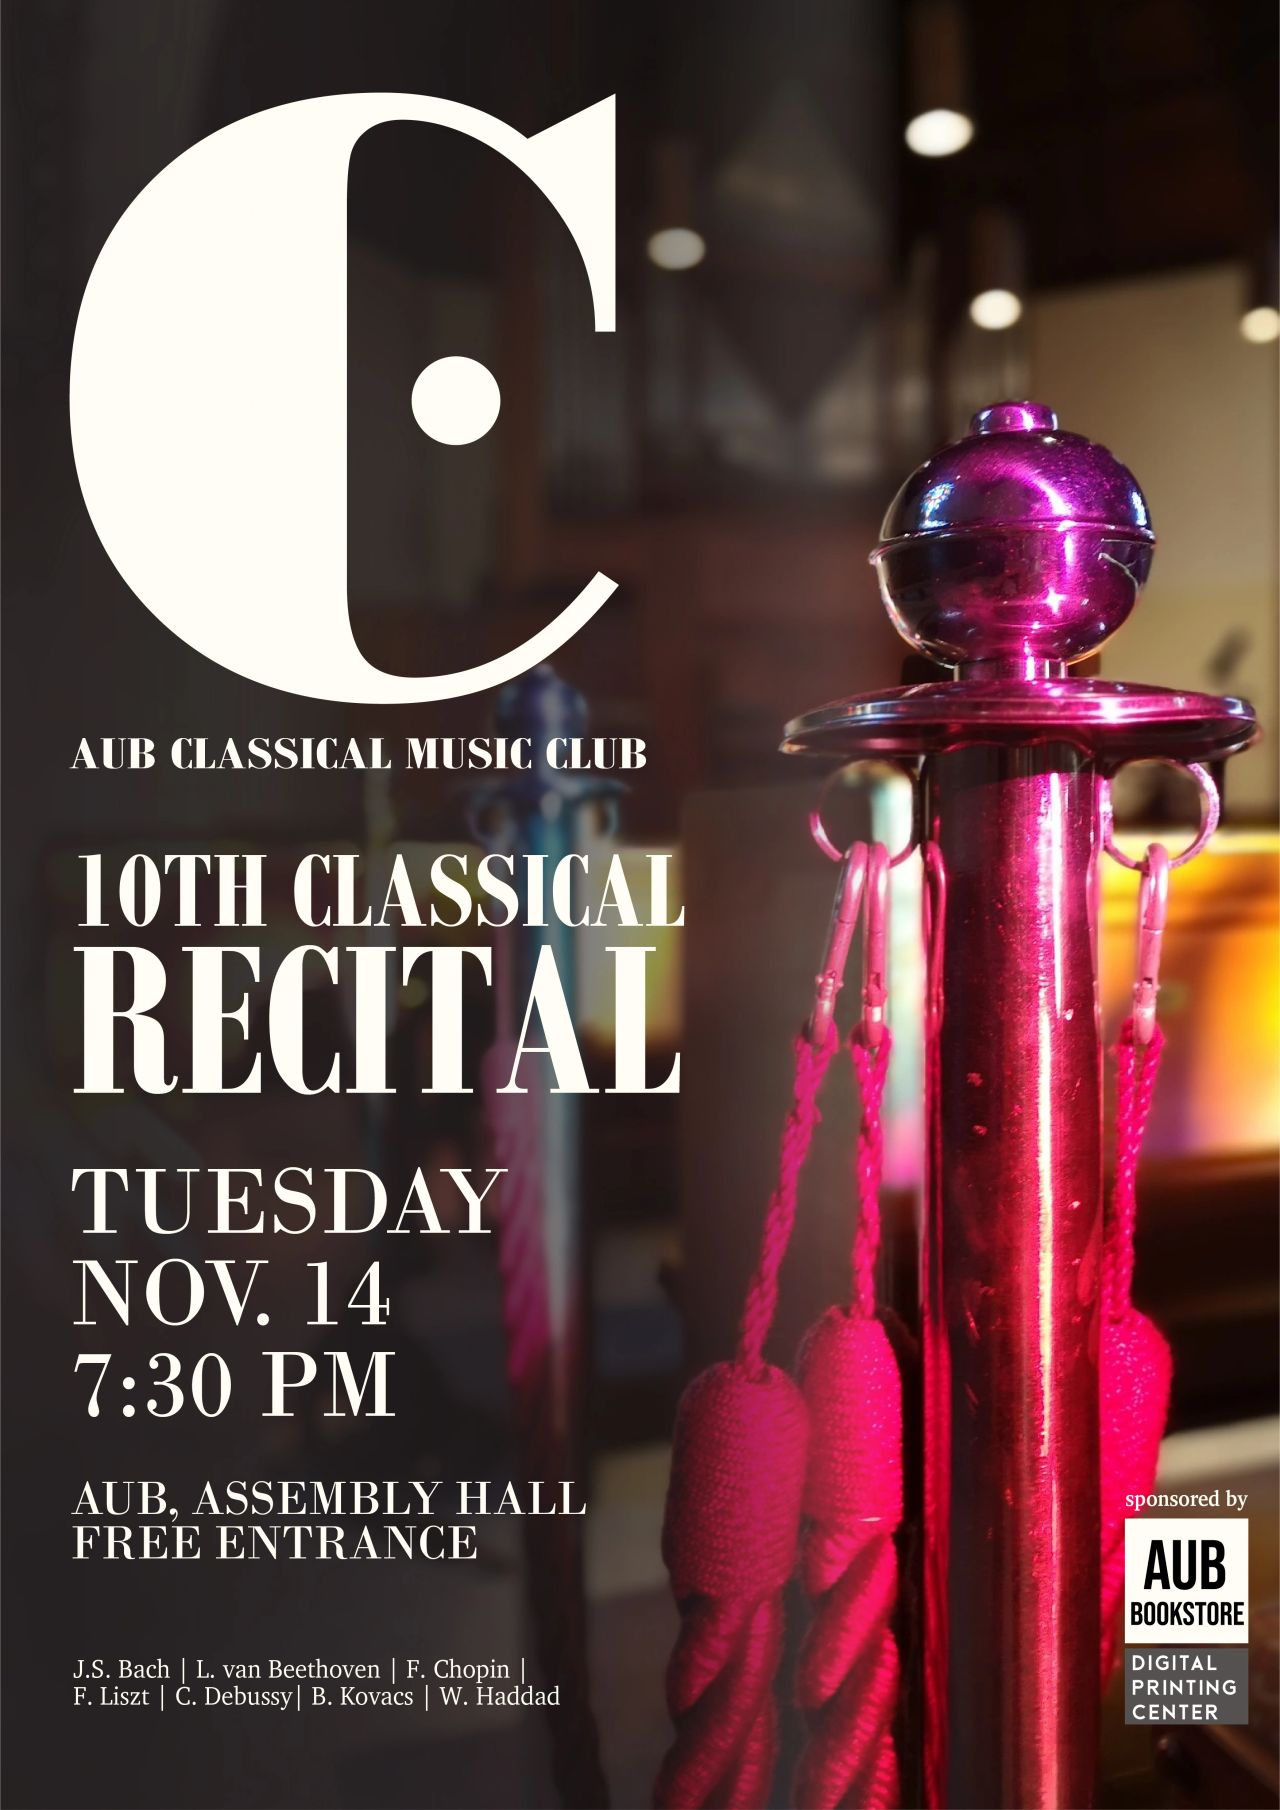 C
AUB CLASSICAL MUSIC CLUB
10TH CLASSICAL
RECITAL
TUESDAY
NOV. 14
7:30 PM
AUB, ASSEMBLY HALL
FREE ENTRANCE
J.S. Bach | L. van Beethoven | F. Chopin |
F. Liszt | C. Debussy| B. Kovacs | W. Haddad
sponsored by
AUB
BOOKSTORE
DIGITAL
PRINTING
CENTER